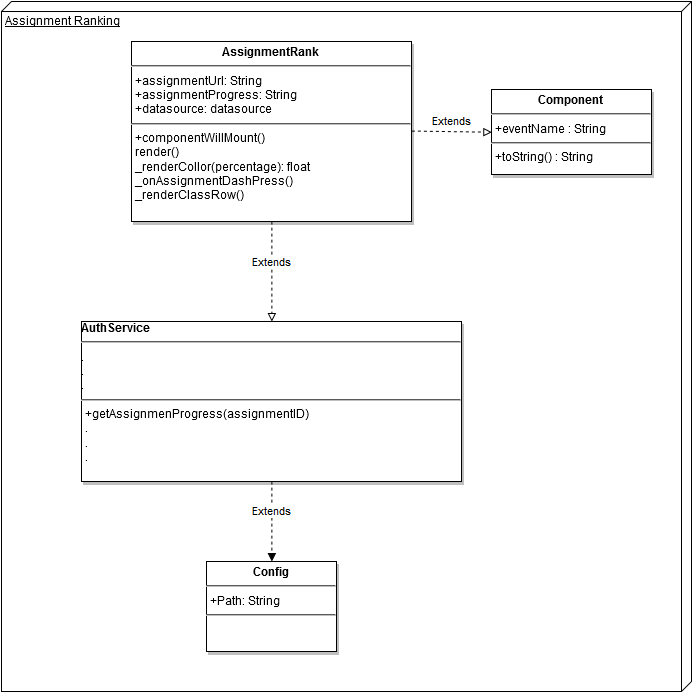 Assignment Ranking
AssignmentRank
+assignmentUrl: String
+assignmentProgress: String
+datasource: datasource
+componentWillMount()
render()
_renderCollor(percentage): float
_onAssignmentDashPress()
_renderClassRow()
Extends
Component
+eventName : String
+toString() : String
Extends
AuthService
.
.
.
+getAssignmenProgress(assignmentID)
.
.
.
Extends
Config
+Path: String